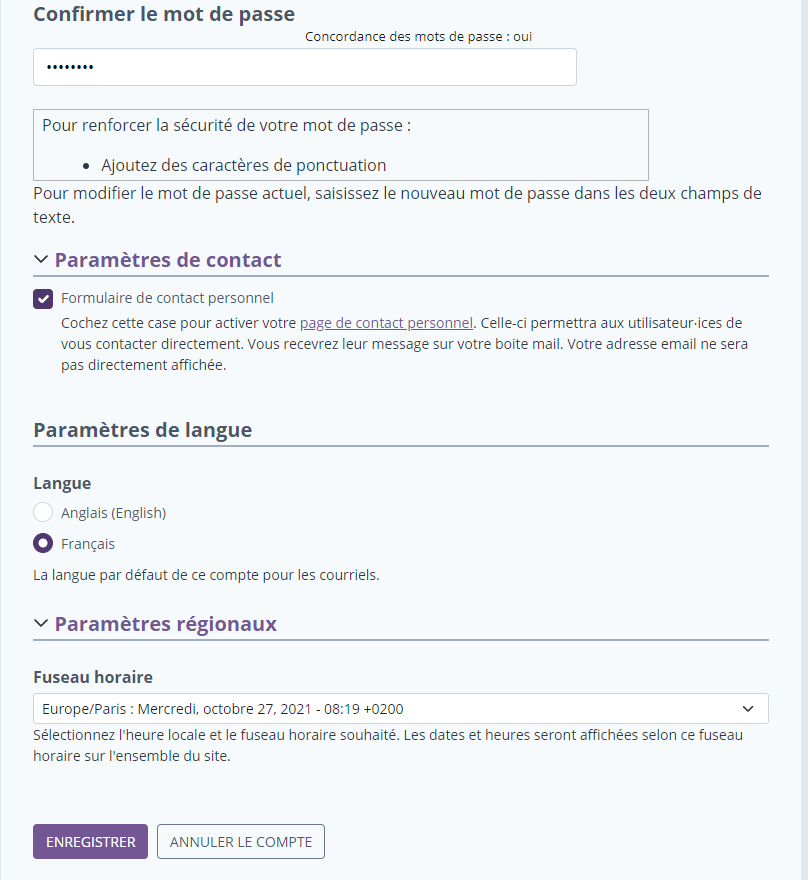 Confirmer le mot de passe
Concordance des mots de passe : oui
••••••••
Pour renforcer la sécurité de votre mot de passe :
• Ajoutez des caractères de ponctuation
Pour modifier le mot de passe actuel, saisissez le nouveau mot de passe dans les deux champs de
texte.
Paramètres de contact
Formulaire de contact personnel
Cochez cette case pour activer votre page de contact personnel. Celle-ci permettra aux utilisateur·ices de
vous contacter directement. Vous recevrez leur message sur votre boite mail. Votre adresse email ne sera
pas directement affichée.
Paramètres de langue
Langue
Anglais (English)
Français
La langue par défaut de ce compte pour les courriels.
Paramètres régionaux
Fuseau horaire
Europe/Paris : Mercredi, octobre 27, 2021 - 08:19 +0200
Sélectionnez l'heure locale et le fuseau horaire souhaité. Les dates et heures seront affichées selon ce fuseau
horaire sur l'ensemble du site.
ENREGISTRER
ANNULER LE COMPTE